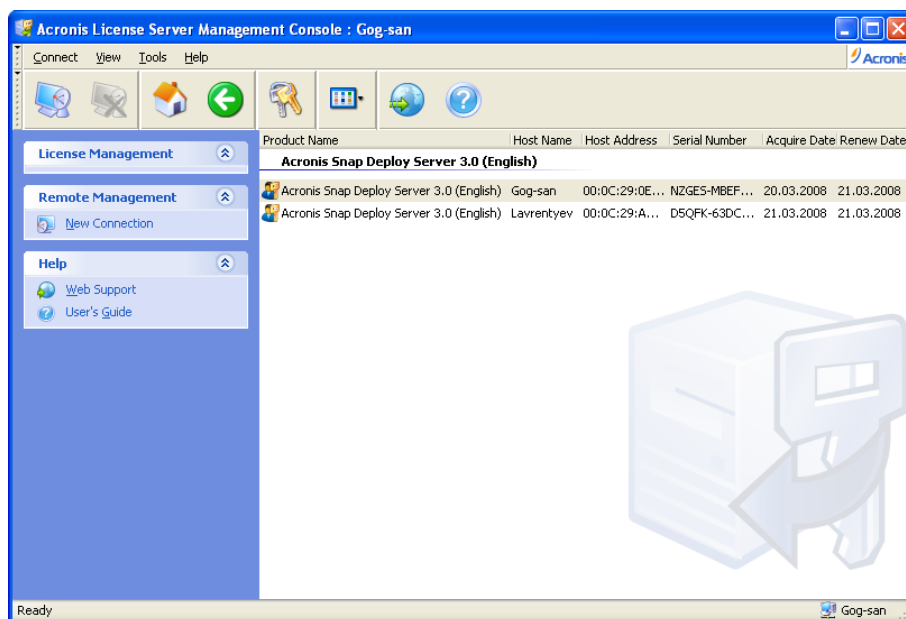 Acronis License Server Management Console : Gog-san
Connect View Tools Help
Acronis
License Management
Remote Management
New Connection
Help
Web Support
User's Guide
Product Name Host Name Host Address Serial Number Acquire Date Renew Date
Acronis Snap Deploy Server 3.0 (English)
Acronis Snap Deploy Server 3.0 (English) Gog-san 00:0C:29:0E... NZGES-MBEF... 20.03.2008 21.03.2008
Acronis Snap Deploy Server 3.0 (English) Lavrentyev 00:0C:29:A... D5QFK-63DC... 21.03.2008 21.03.2008
Ready Gog-san